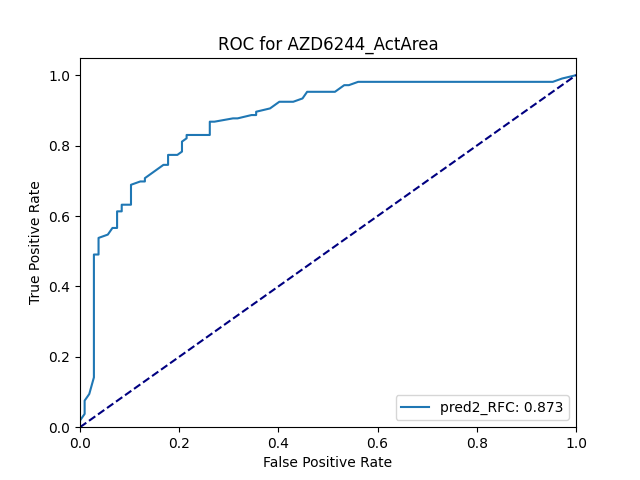 ROC for AZD6244_ActArea
True Positive Rate
1.0
0.8
0.6
0.4
0.2
0.0
0.0 0.2 0.4 0.6 0.8 1.0
False Positive Rate
pred2_RFC: 0.873